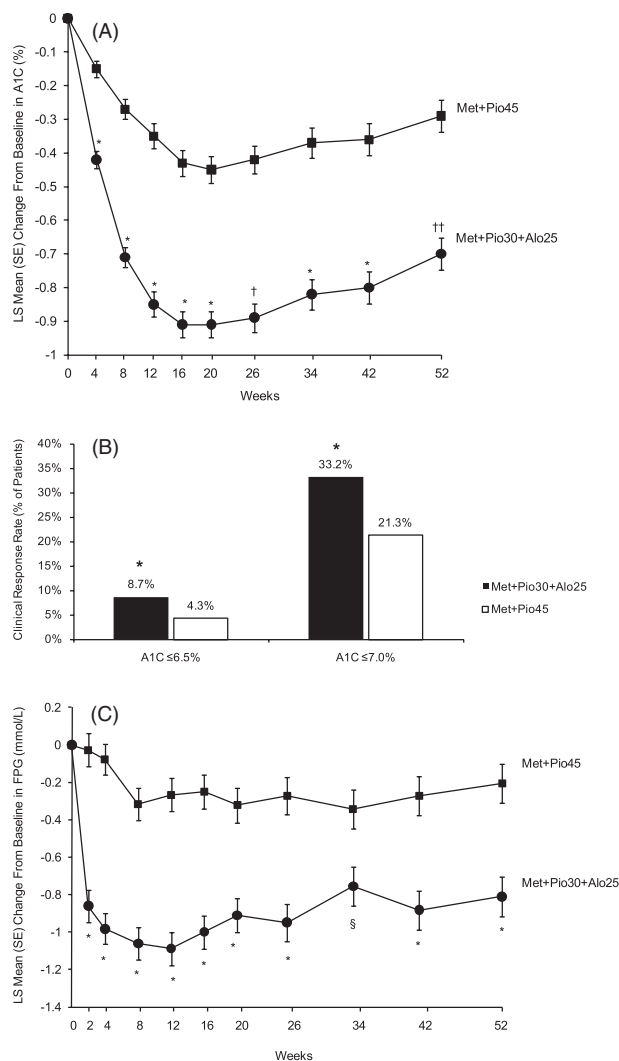 (A)
0
-0.1
-0.2
-0.3
-0.4
-0.5
-0.6
-0.7
-0.8
-0.9
-1
LS Mean (SE) Change From Baseline in A1C (%)
Met+Pio45
Met+Pio30+Alo25
* * * * * † * * ††
0 4 8 12 16 20 26 34 42 52
Weeks
(B)
40%
35%
30%
25%
20%
15%
10%
5%
0%
Clinical Response Rate (% of Patients)
*
8.7%
4.3%
*
33.2%
21.3%
Met+Pio30+Alo25
Met+Pio45
A1C ≤6.5% A1C ≤7.0%
(C)
0.2
0
-0.2
-0.4
-0.6
-0.8
-1
-1.2
-1.4
LS Mean (SE) Change From Baseline in FPG (mmol/L)
Met+Pio45
Met+Pio30+Alo25
* * * * * * * § * *
0 2 4 8 12 16 20 26 34 42 52
Weeks